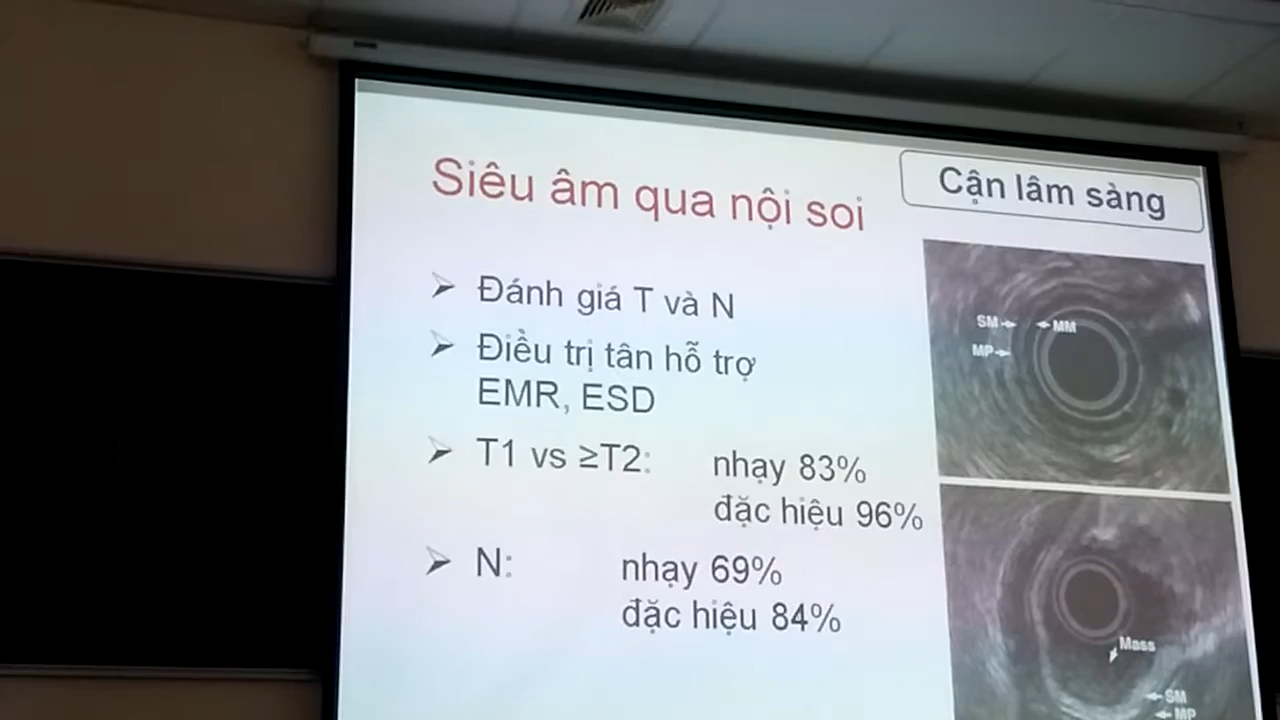 Siêu âm qua nội soi
Cận lâm sàng
➢ Đánh giá T và N
➢ Điều trị tân hỗ trợ
EMR, ESD
➢ T1 vs ≥T2: nhạy 83%
đặc hiệu 96%
➢ N: nhạy 69%
đặc hiệu 84%
SM
MM
MP
Mass
SM
MP